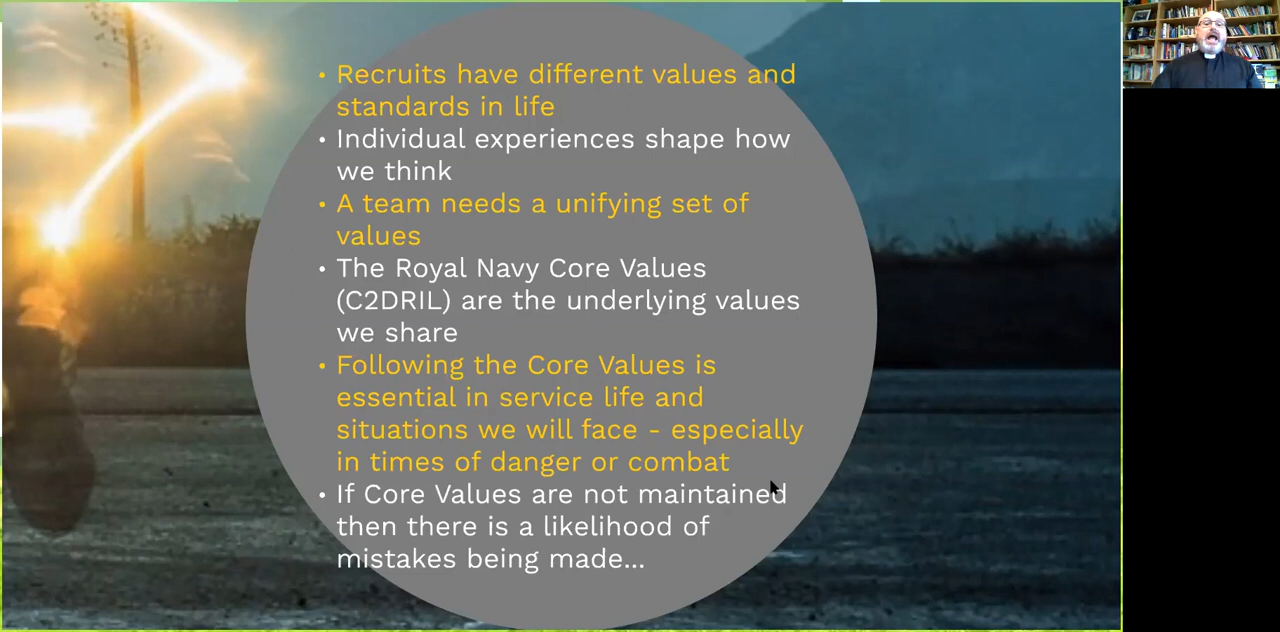 • Recruits have different values and
standards in life
• Individual experiences shape how
we think
• A team needs a unifying set of
values
• The Royal Navy Core Values
(C2DRIL) are the underlying values
we share
• Following the Core Values is
essential in service life and
situations we will face - especially
in times of danger or combat
• If Core Values are not maintained
then there is a likelihood of
mistakes being made...